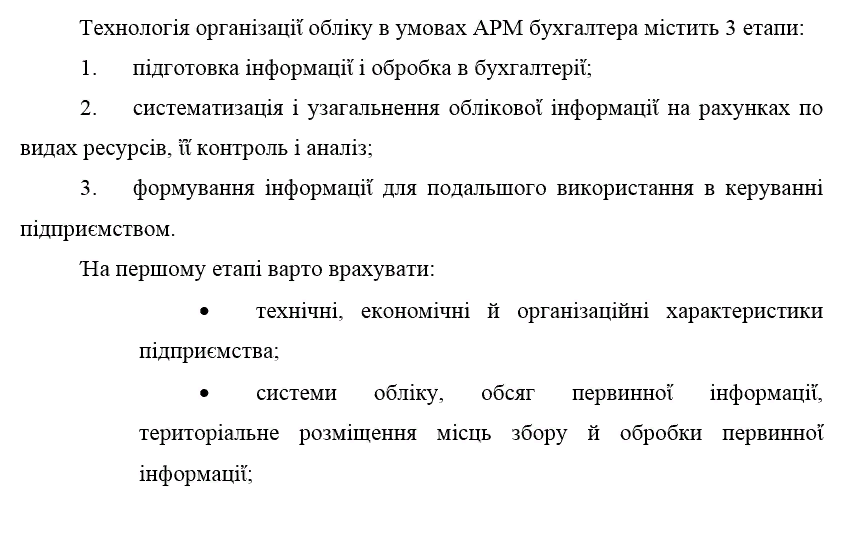 Технологія організації обліку в умовах АРМ бухгалтера містить 3 етапи:
1. підготовка інформації і обробка в бухгалтерії;
2. систематизація і узагальнення облікової інформації на рахунках по
видах ресурсів, її контроль і аналіз;
3. формування інформації для подальшого використання в керуванні
підприємством.
На першому етапі варто врахувати:
• технічні, економічні й організаційні характеристики
підприємства;
• системи обліку, обсяг первинної інформації,
територіальне розміщення місць збору й обробки первинної
інформації;